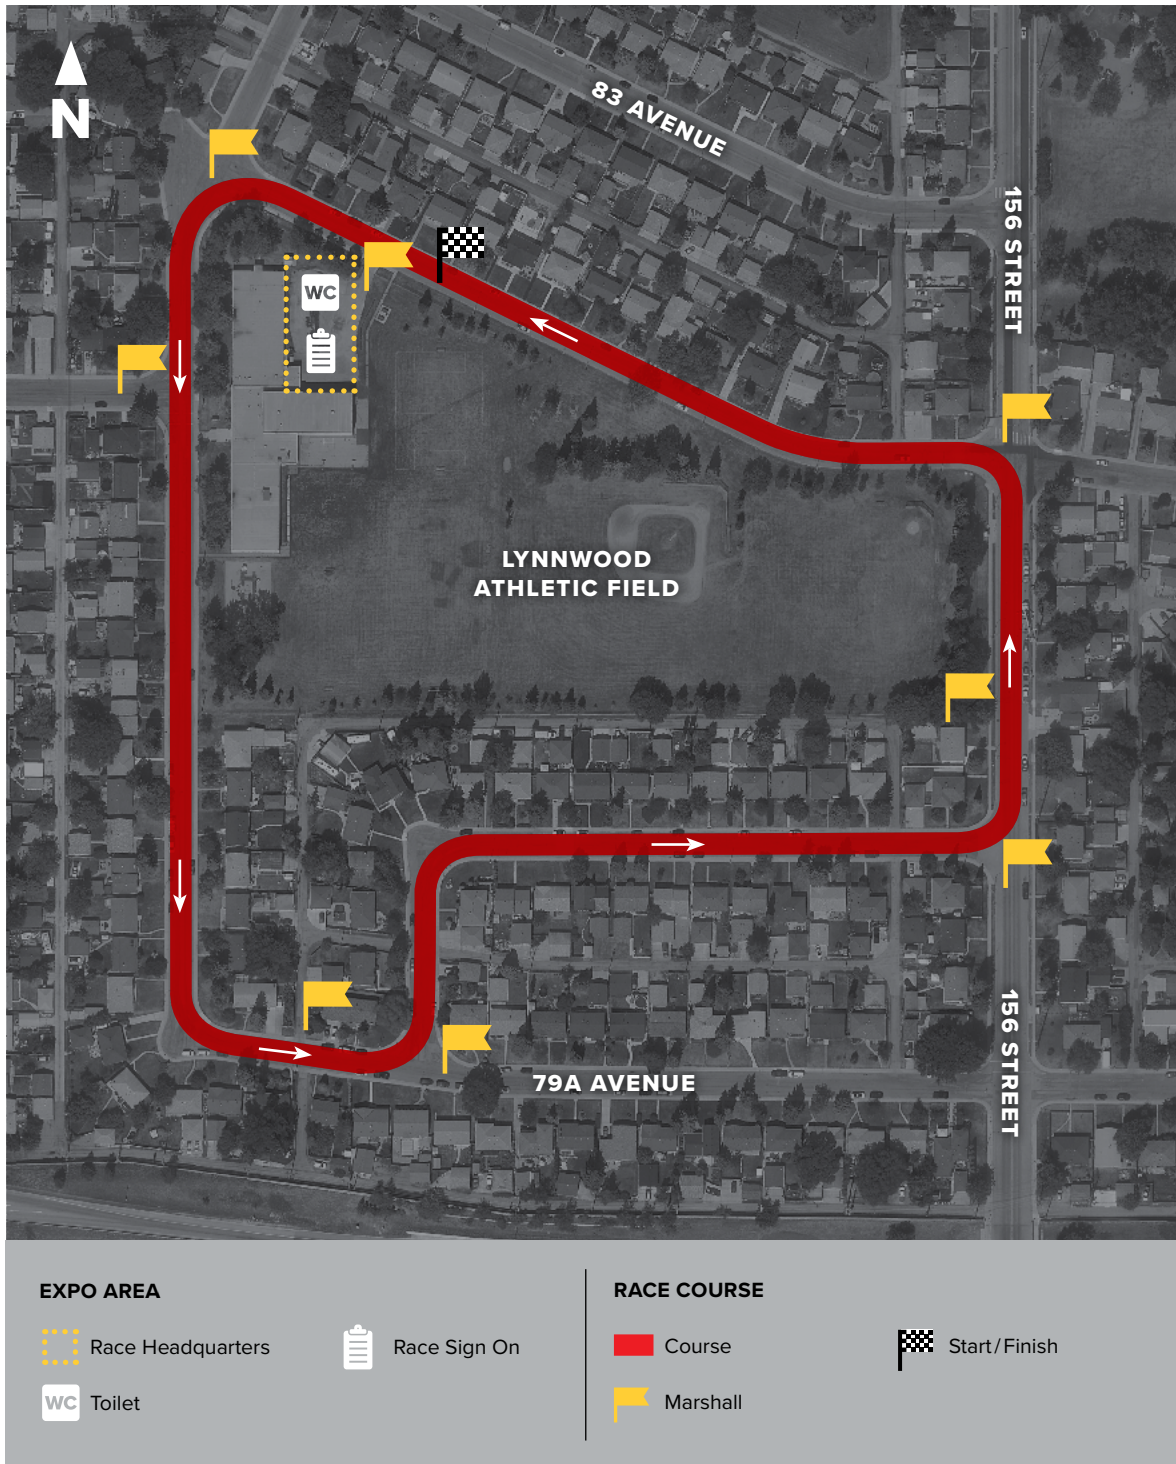 N
83 AVENUE
156 STREET
WC
LYNNWOOD
ATHLETIC FIELD
79A AVENUE
156 STREET
EXPO AREA
Race Headquarters
Race Sign On
WC
Toilet
RACE COURSE
Course
Start/Finish
Marshall